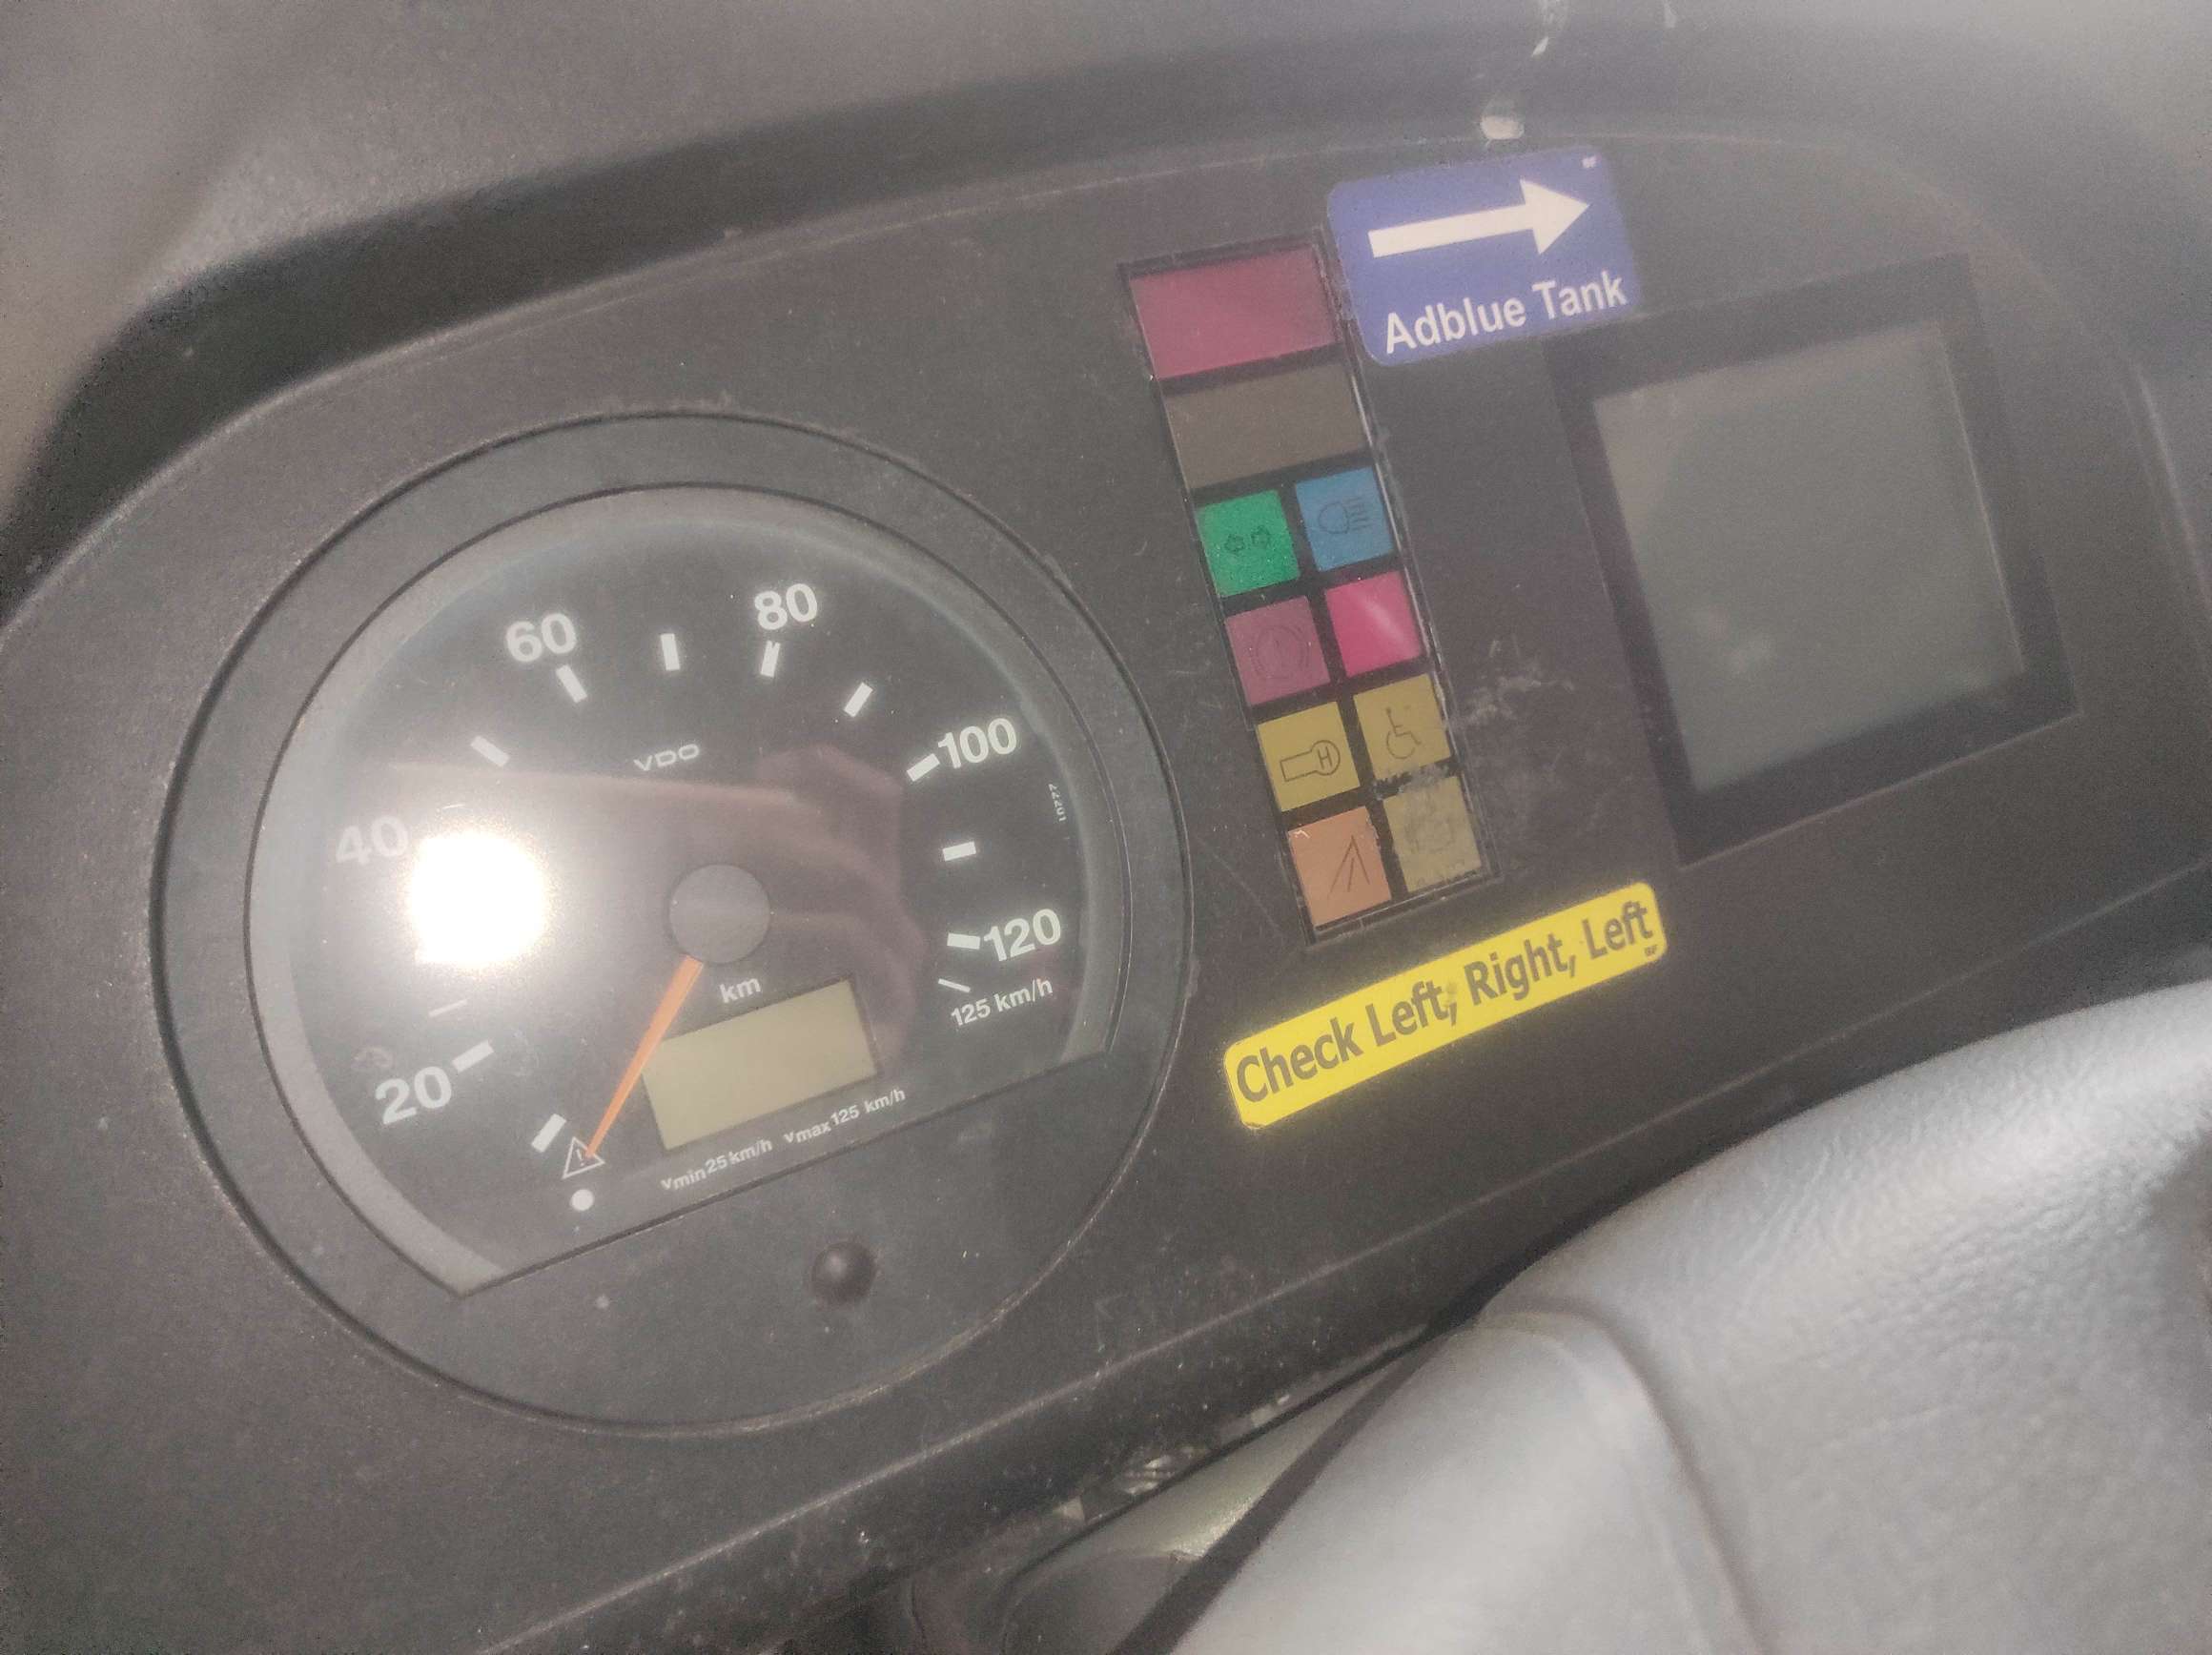 Adblue Tank
60
80
VDO
100
10227
40
120
km
125 km/h
20
vmin 25 km/h vmax 125 km/h
H
Check Left, Right, Left